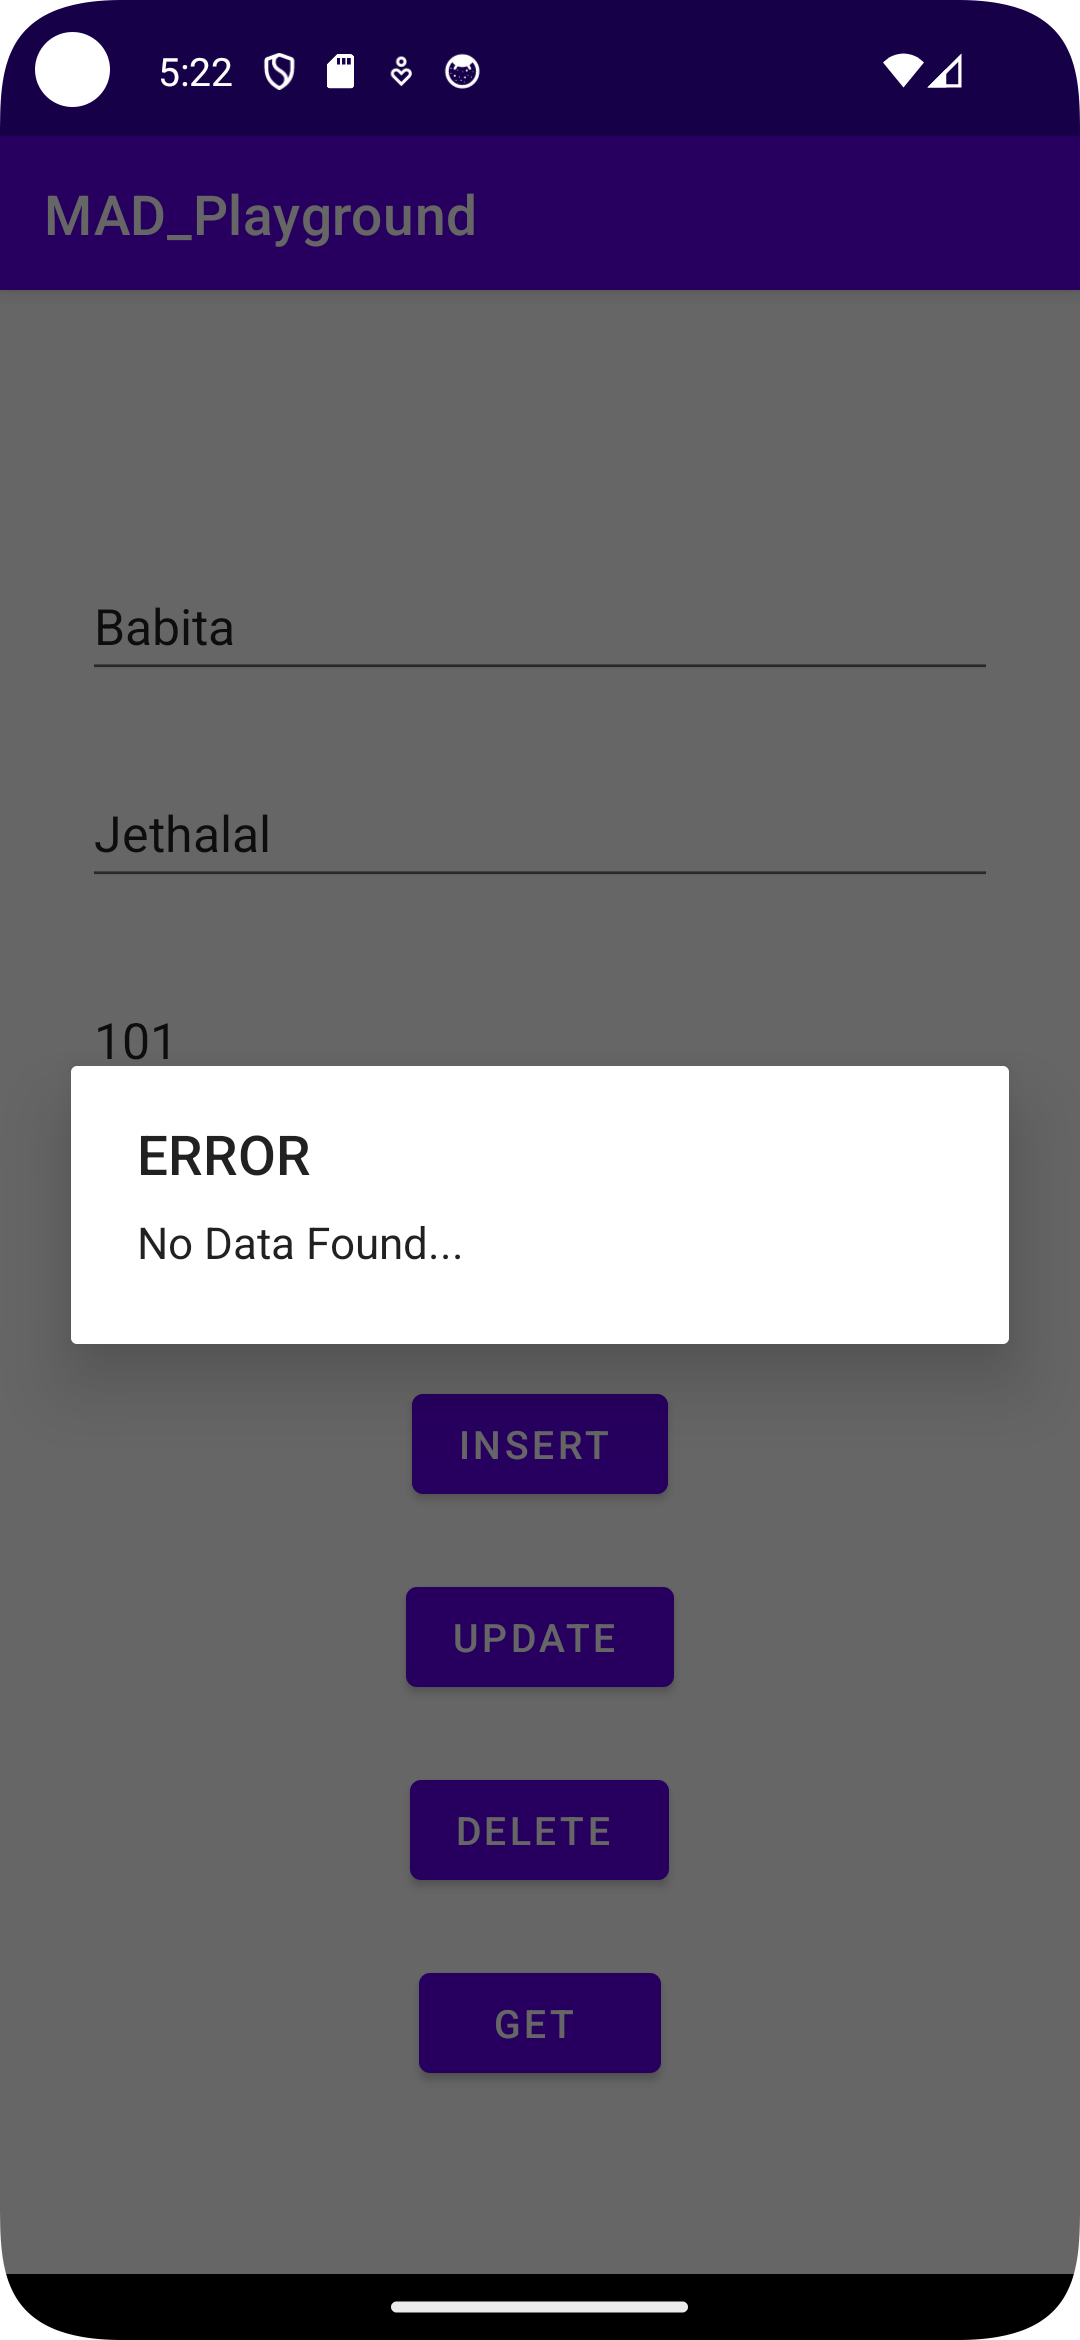 5:22
MAD_Playground
Babita
Jethalal
101
ERROR
No Data Found...
INSERT
UPDATE
DELETE
GET